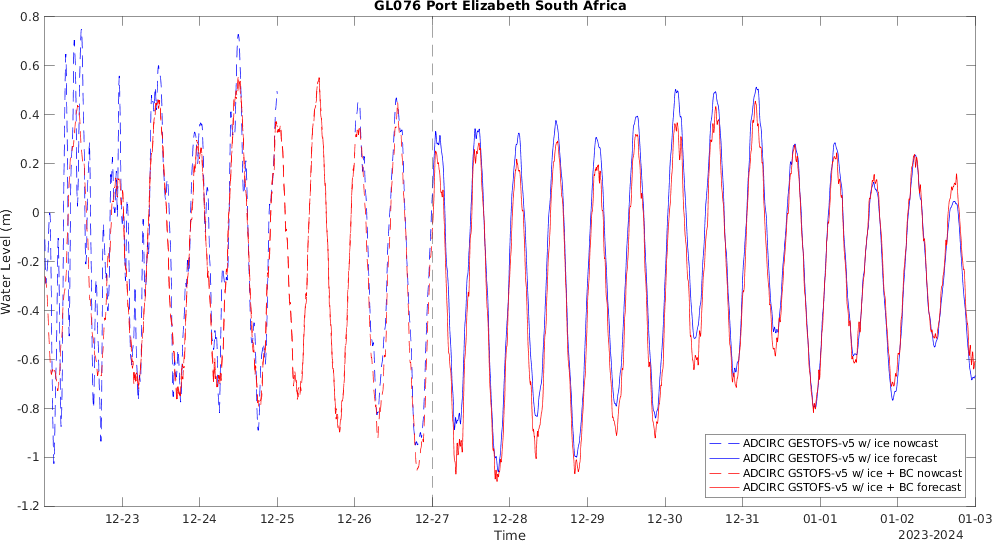 GL076 Port Elizabeth South Africa
0.8
0.6
0.4
0.2
0
-0.2
-0.4
-0.6
-0.8
-1
-1.2
Water Level (m)
ADCIRC GESTOFS-v5 w/ ice nowcast
ADCIRC GESTOFS-v5 w/ ice forecast
ADCIRC GSTOFS-v5 w/ ice + BC nowcast
ADCIRC GSTOFS-v5 w/ ice + BC forecast
12-23 12-24 12-25 12-26 12-27 12-28 12-29 12-30 12-31 01-01 01-02 01-03
Time
2023-2024